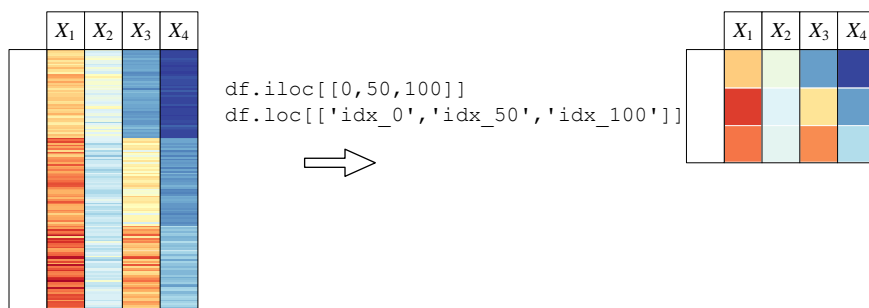 X₁ X₂ X₃ X₄
X₁ X₂ X₃ X₄
df.iloc[[0,50,100]]
df.loc[['idx_0','idx_50','idx_100']]